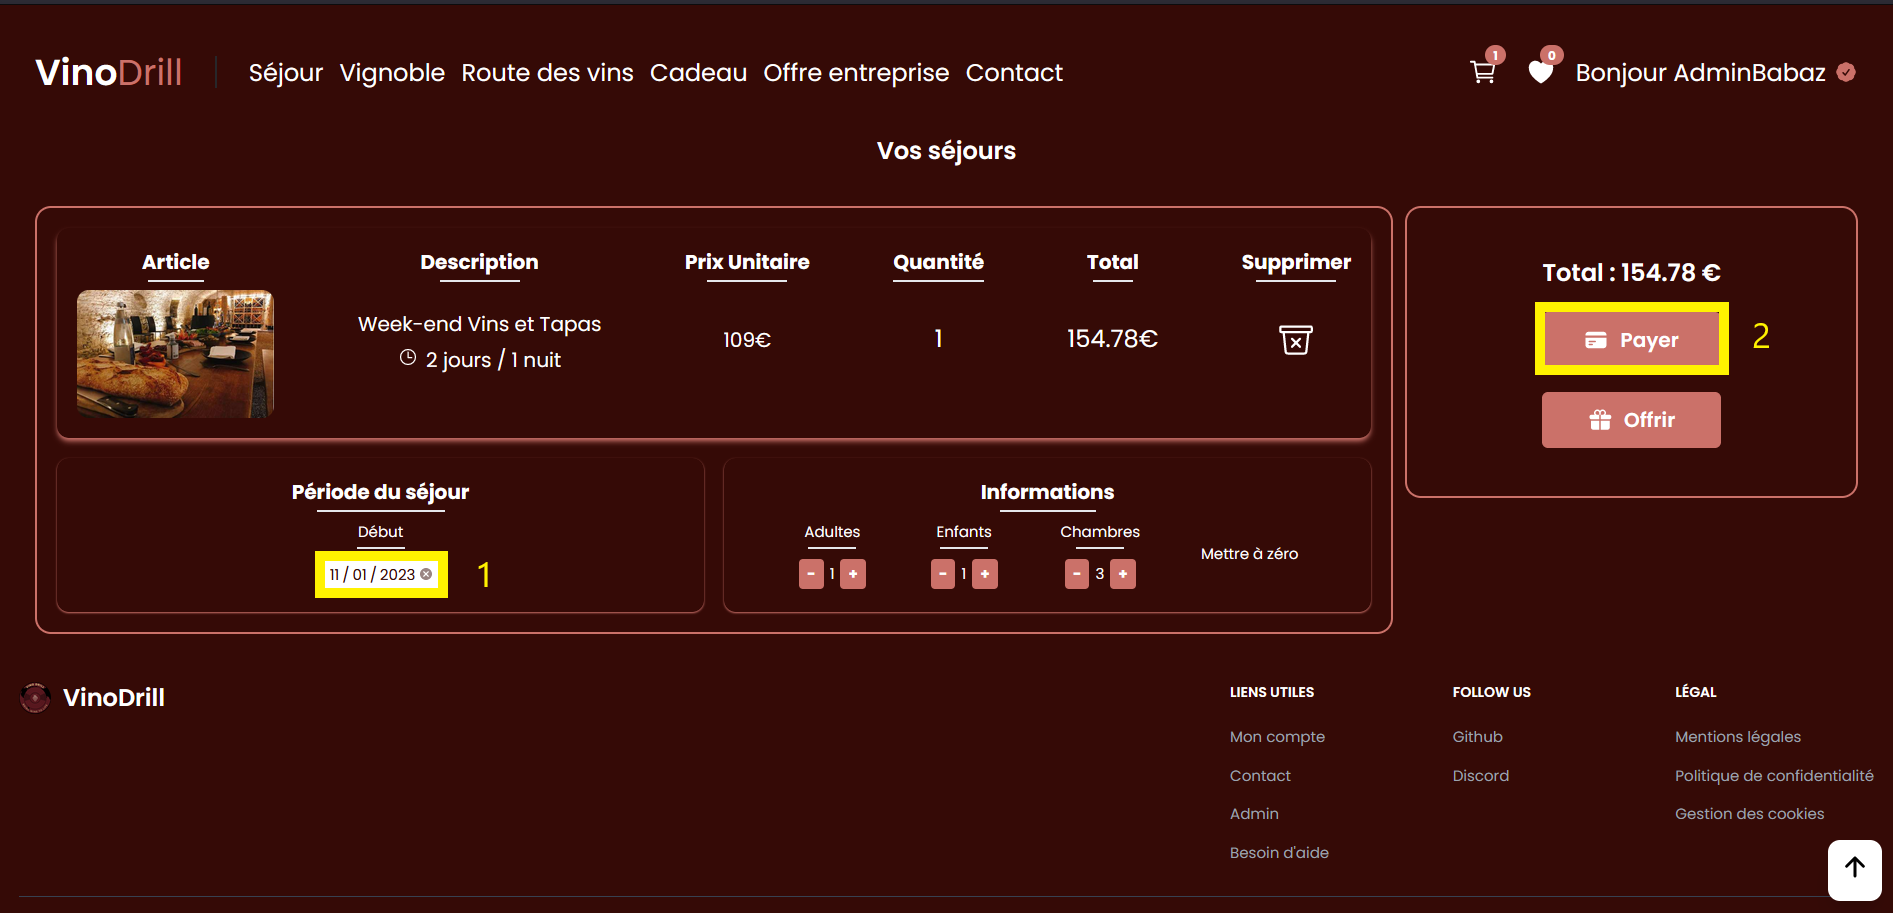 VinoDrill Séjour Vignoble Route des vins Cadeau Offre entreprise Contact 1 0 Bonjour AdminBabaz
Vos séjours
Article Description Prix Unitaire Quantité Total Supprimer
Week-end Vins et Tapas
2 jours / 1 nuit
109€ 1 154.78€
Total : 154.78 €
Payer 2
Offrir
Période du séjour
Début
11 / 01 / 2023 1
Informations
Adultes Enfants Chambres
- 1 + - 1 + - 3 +
Mettre à zéro
VinoDrill
LIENS UTILES
Mon compte
Contact
Admin
Besoin d'aide
FOLLOW US
Github
Discord
LÉGAL
Mentions légales
Politique de confidentialité
Gestion des cookies